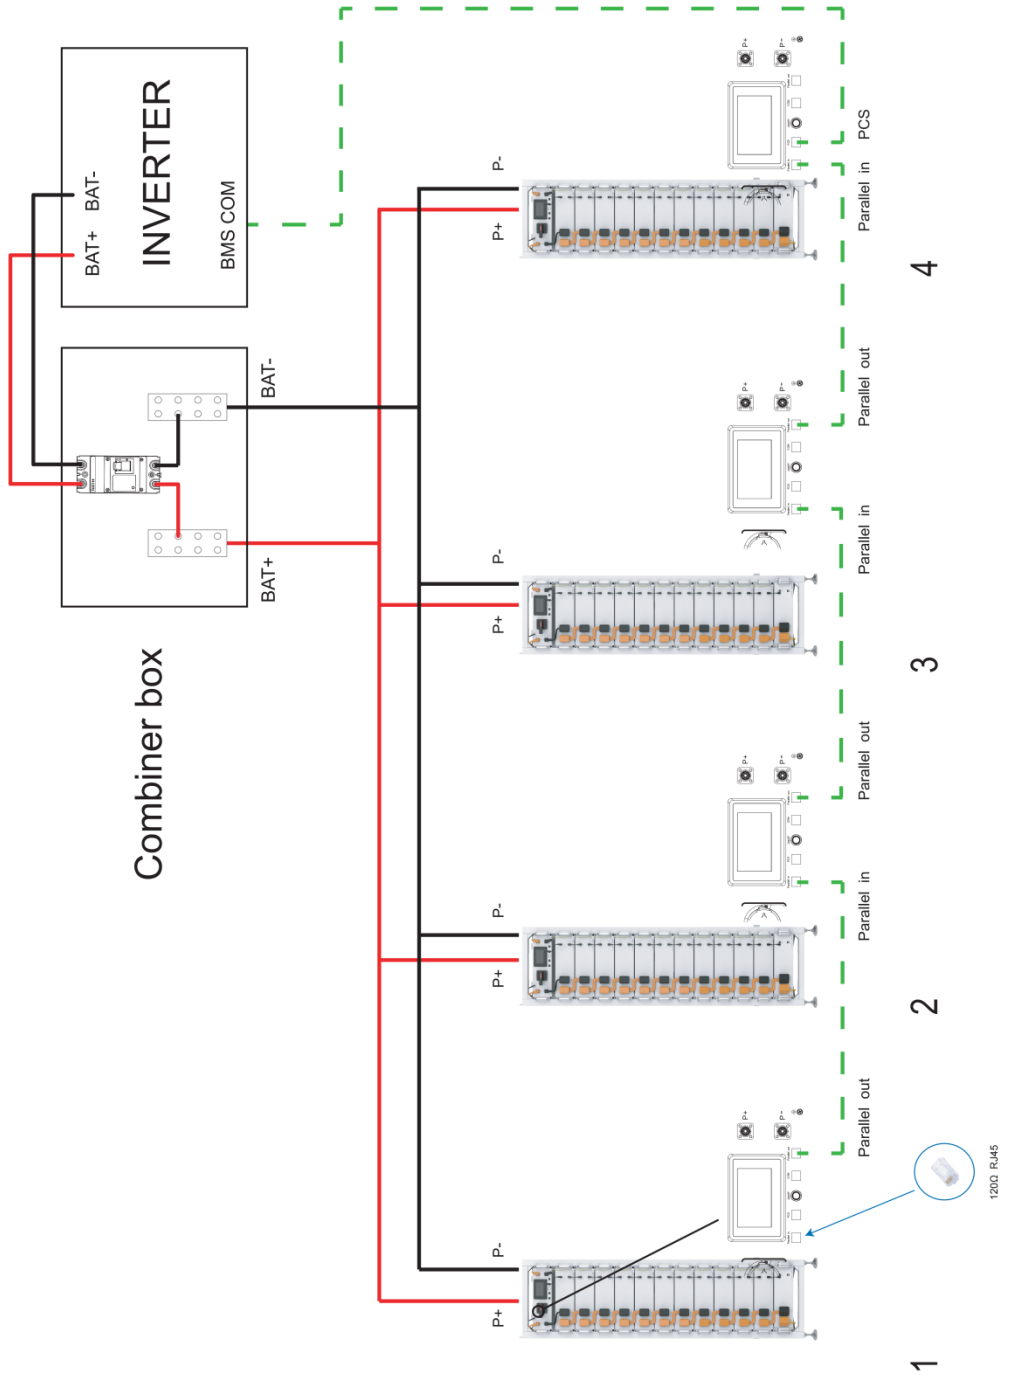 INVERTER
BAT+
BAT-
BMS COM
BAT+
BAT-
Combiner box
P+
P-
P+
P-
P+
P-
P+
P-
P+
P-
P+
P-
P+
P-
P+
P-
Parallel out
Parallel in
Parallel out
Parallel in
Parallel out
Parallel in
PCS
120Ω RJ45
1
2
3
4